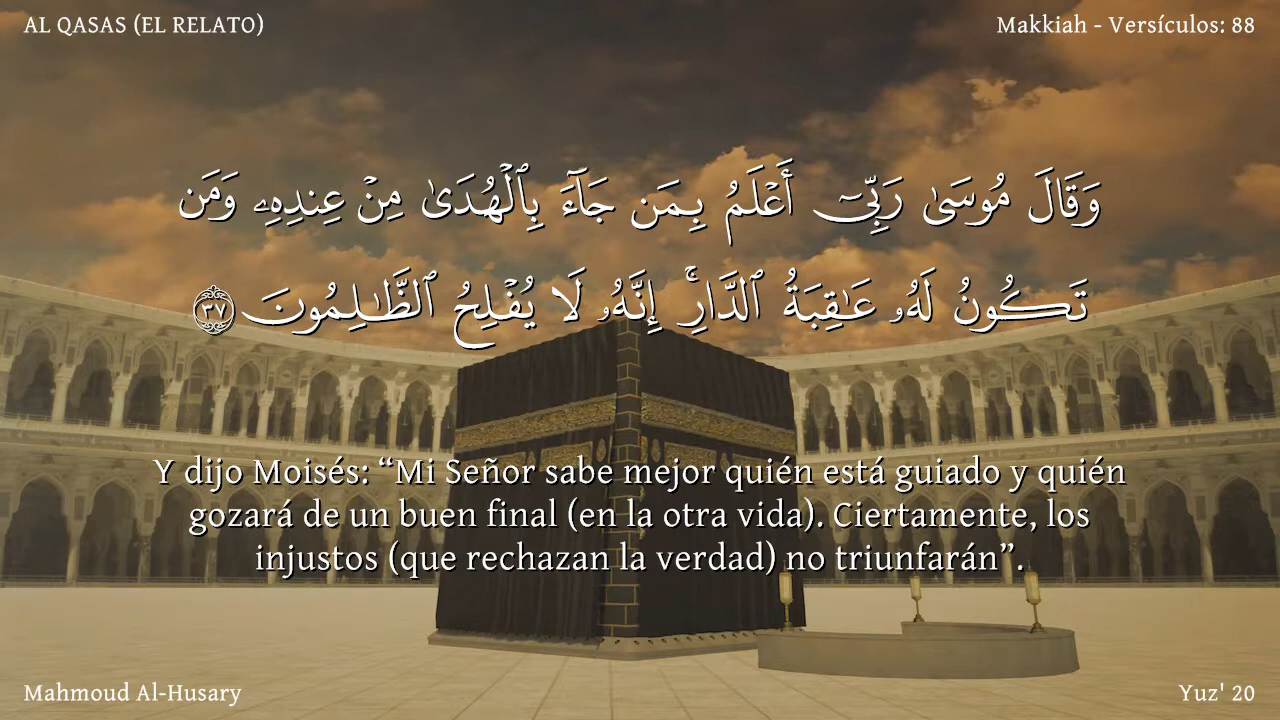 AL QASAS (EL RELATO)
Makkiah - Versículos: 88
وَقَالَ مُوسَىٰ رَبِّىٓ أَعۡلَمُ بِمَن جَآءَ بِٱلۡهُدَىٰ مِنۡ عِندِهِۦ وَمَن
تَكُونُ لَهُۥ عَٰقِبَةُ ٱلدَّارِۚ إِنَّهُۥ لَا يُفۡلِحُ ٱلظَّٰلِمُونَ ٣٧
Y dijo Moisés: “Mi Señor sabe mejor quién está guiado y quién
gozará de un buen final (en la otra vida). Ciertamente, los
injustos (que rechazan la verdad) no triunfarán”.
Mahmoud Al-Husary
Yuz' 20